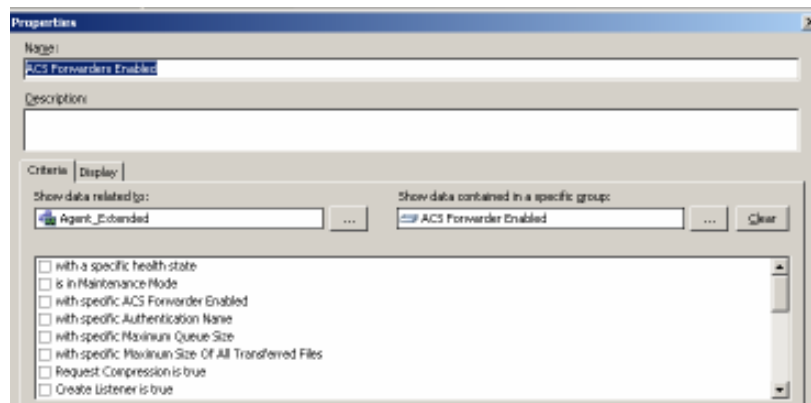 Properties
Name:
ACS Forwarders Enabled
Description:
Criteria Display
Show data related to: Show data contained in a specific group:
Agent_Extended ... ACS Forwarder Enabled ... Clear
with a specific health state
is in Maintenance Mode
with specific ACS Forwarder Enabled
with specific Authentication Name
with specific Maximum Queue Size
with specific Maximum Size Of All Transferred Files
Request Compression is true
Create Listener is true